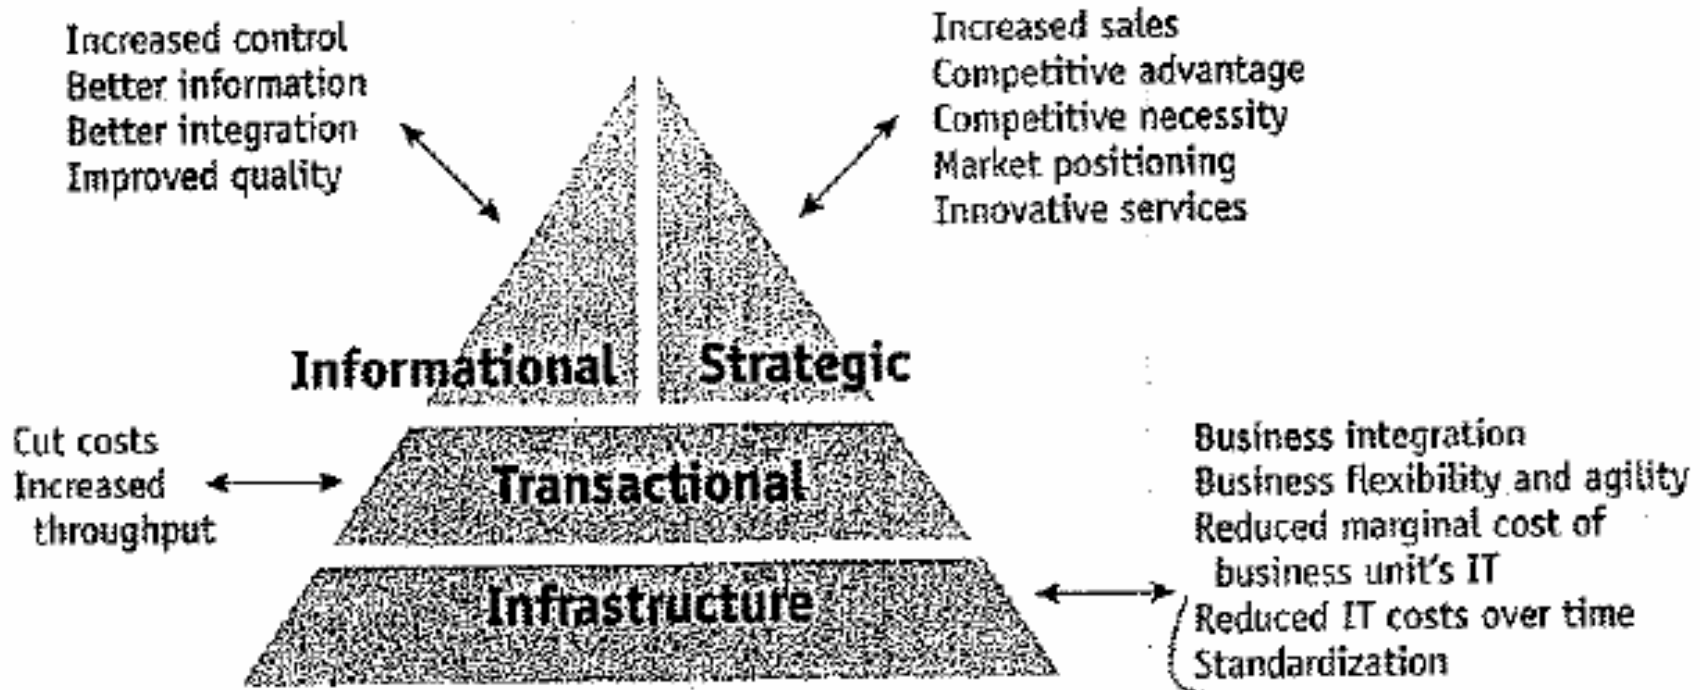 Increased control
Better information
Better integration
Improved quality
Increased sales
Competitive advantage
Competitive necessity
Market positioning
Innovative services
Informational
Strategic
Cut costs
Increased
throughput
Transactional
Infrastructure
Business integration
Business flexibility and agility
Reduced marginal cost of
business unit's IT
Reduced IT costs over time
Standardization